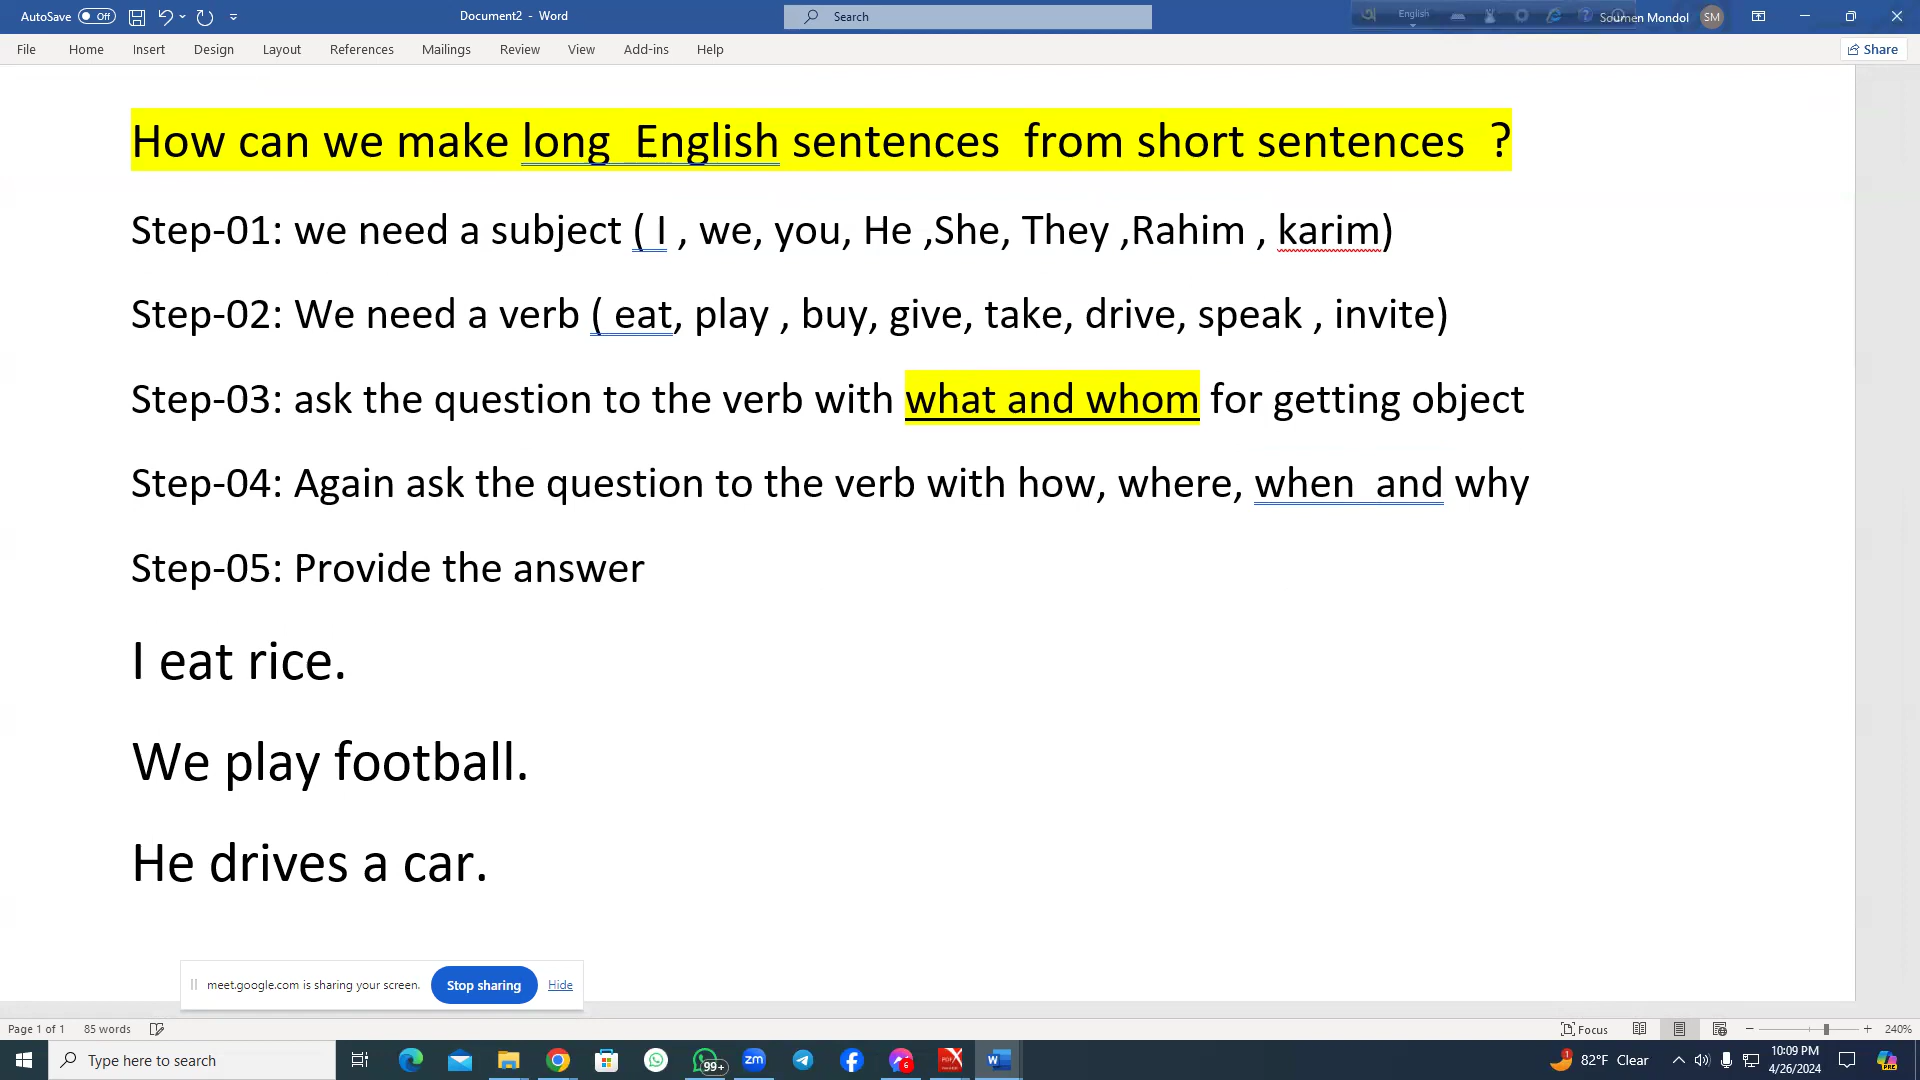 AutoSave Off Document2 - Word Search English Soumen Mondol SM
File Home Insert Design Layout References Mailings Review View Add-ins Help Share
How can we make long  English sentences  from short sentences  ?
Step-01: we need a subject ( I , we, you, He ,She, They ,Rahim , karim)
Step-02: We need a verb ( eat, play , buy, give, take, drive, speak , invite)
Step-03: ask the question to the verb with what and whom for getting object
Step-04: Again ask the question to the verb with how, where, when  and why
Step-05: Provide the answer
I eat rice.
We play football.
He drives a car.
meet.google.com is sharing your screen. Stop sharing Hide
Page 1 of 1 85 words Focus 240%
Type here to search 99+ zm 6 PDF W 1 82°F Clear 10:09 PM
4/26/2024